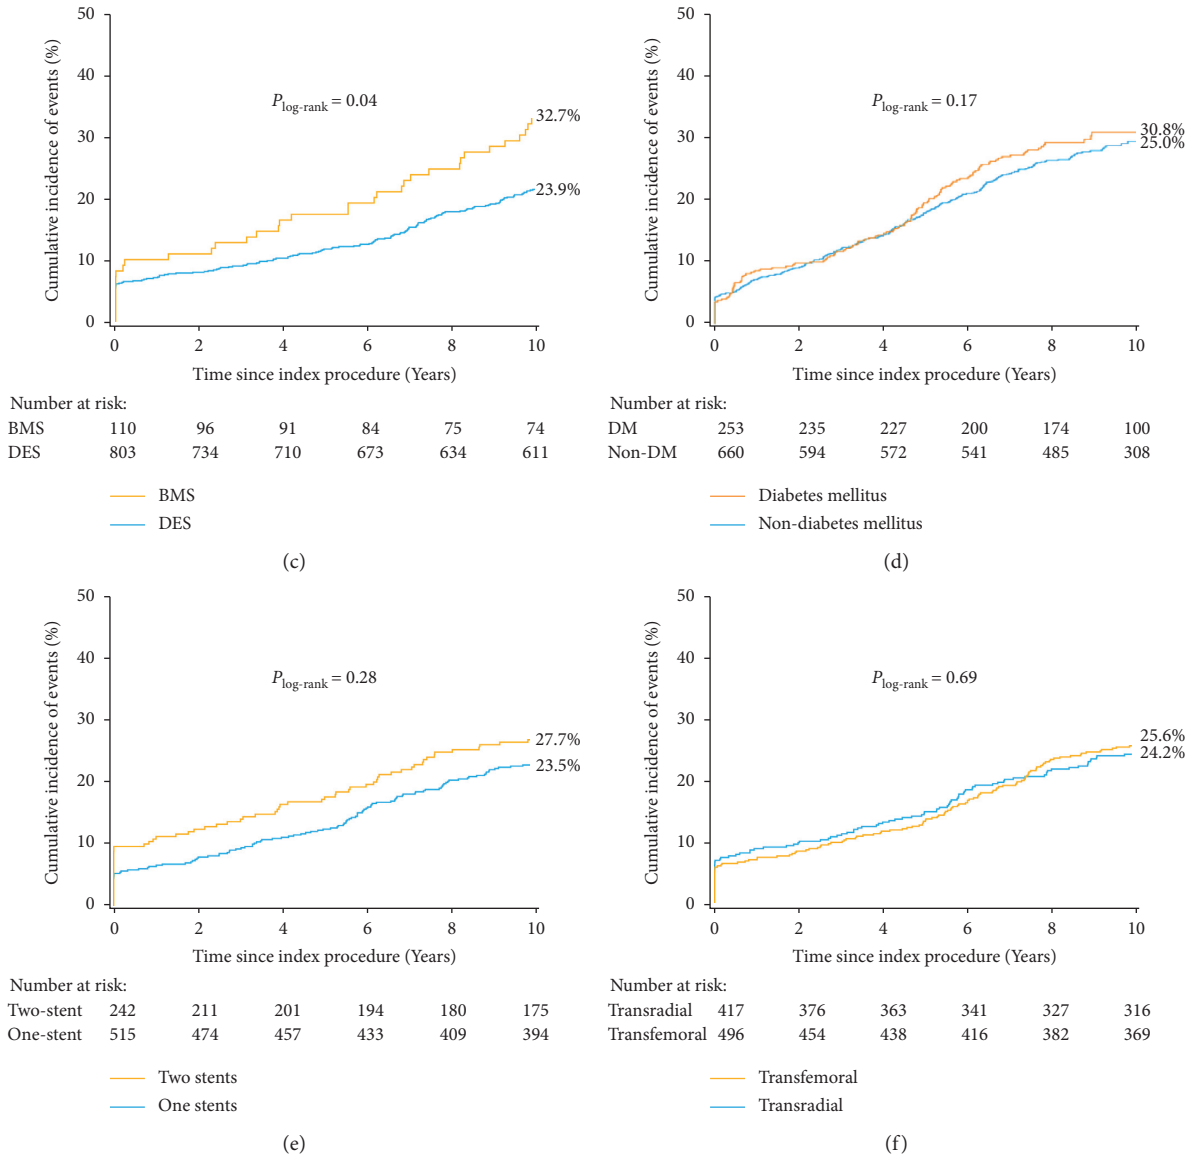 50
40
30
20
10
0
Cumulative incidence of events (%)
P log-rank = 0.04
32.7%
23.9%
0 2 4 6 8 10
Time since index procedure (Years)
Number at risk:
BMS 110 96 91 84 75 74
DES 803 734 710 673 634 611
BMS
DES
(c)
50
40
30
20
10
0
Cumulative incidence of events (%)
P log-rank = 0.17
30.8%
25.0%
0 2 4 6 8 10
Time since index procedure (Years)
Number at risk:
DM 253 235 227 200 174 100
Non-DM 660 594 572 541 485 308
Diabetes mellitus
Non-diabetes mellitus
(d)
50
40
30
20
10
0
Cumulative incidence of events (%)
P log-rank = 0.28
27.7%
23.5%
0 2 4 6 8 10
Time since index procedure (Years)
Number at risk:
Two-stent 242 211 201 194 180 175
One-stent 515 474 457 433 409 394
Two stents
One stents
(e)
50
40
30
20
10
0
Cumulative incidence of events (%)
P log-rank = 0.69
25.6%
24.2%
0 2 4 6 8 10
Time since index procedure (Years)
Number at risk:
Transradial 417 376 363 341 327 316
Transfemoral 496 454 438 416 382 369
Transfemoral
Transradial
(f)